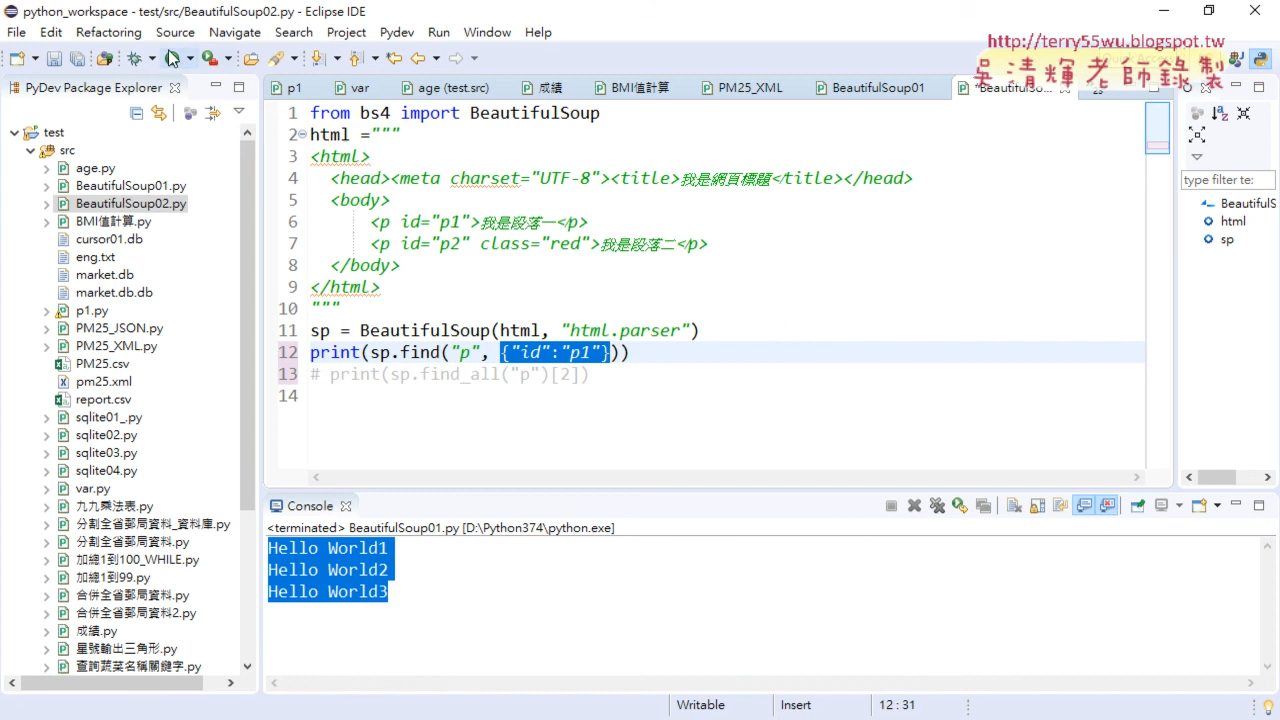 python_workspace - test/src/BeautifulSoup02.py - Eclipse IDE
File Edit Refactoring Source Navigate Search Project Pydev Run Window Help
http://terry55wu.blogspot.tw
吳清輝老師錄製
PyDev Package Explorer
p1 var age (test(src) 成績 BMI值計算 PM25_XML BeautifulSoup01 *BeautifulSo...
test
src
age.py
BeautifulSoup01.py
BeautifulSoup02.py
BMI值計算.py
cursor01.db
eng.txt
market.db
market.db.db
p1.py
PM25_JSON.py
PM25_XML.py
PM25.csv
pm25.xml
report.csv
sqlite01_.py
sqlite02.py
sqlite03.py
sqlite04.py
var.py
九九乘法表.py
分割全省郵局資料_資料庫.py
分割全省郵局資料.py
加總1到100_WHILE.py
加總1到99.py
合併全省郵局資料.py
合併全省郵局資料2.py
成績.py
星號輸出三角形.py
查詢蔬菜名稱關鍵字.py
1 from bs4 import BeautifulSoup
2 html ="""
3 <html>
4 <head><meta charset="UTF-8"><title>我是網頁標題</title></head>
5 <body>
6 <p id="p1">我是段落一</p>
7 <p id="p2" class="red">我是段落二</p>
8 </body>
9 </html>
10 """
11 sp = BeautifulSoup(html, "html.parser")
12 print(sp.find("p", {"id":"p1"}))
13 # print(sp.find_all("p")[2])
14
type filter te:
BeautifulS
html
sp
Console
<terminated> BeautifulSoup01.py [D:\Python374\python.exe]
Hello World1
Hello World2
Hello World3
Writable Insert 12 : 31